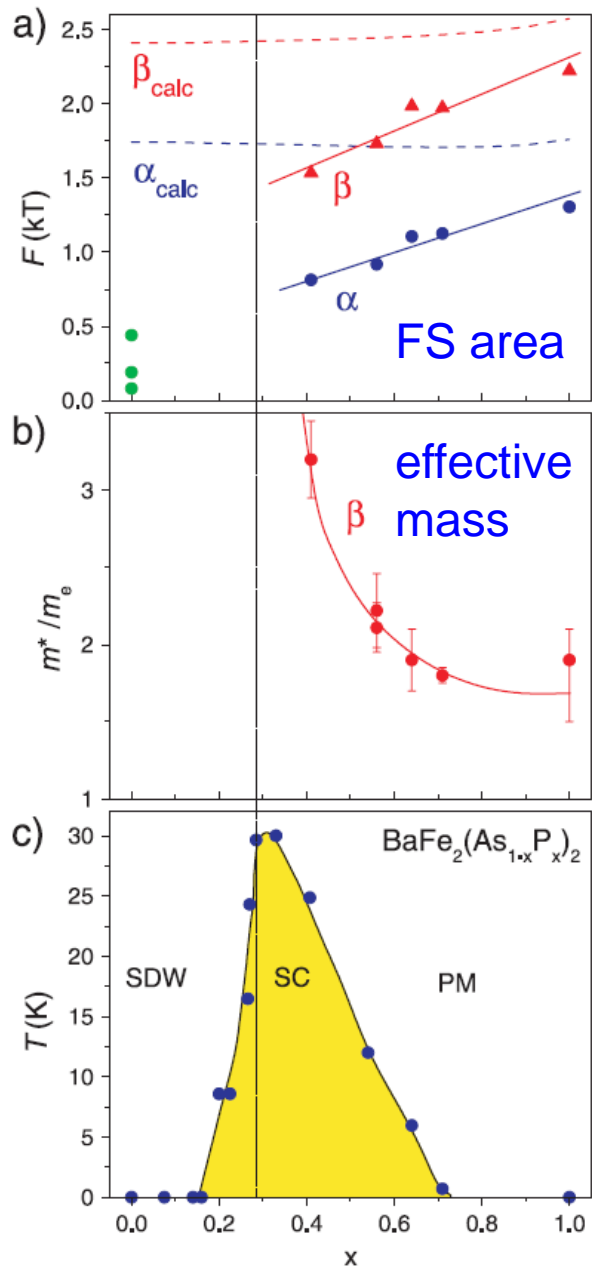 a)
2.5
2.0
1.5
1.0
0.5
0.0
F (kT)
βcalc
αcalc
β
α
FS area
b)
3
2
1
m* /me
β
effective
mass
c)
30
25
20
15
10
5
0
T (K)
BaFe2(As1-xPx)2
SDW
SC
PM
0.0
0.2
0.4
0.6
0.8
1.0
x